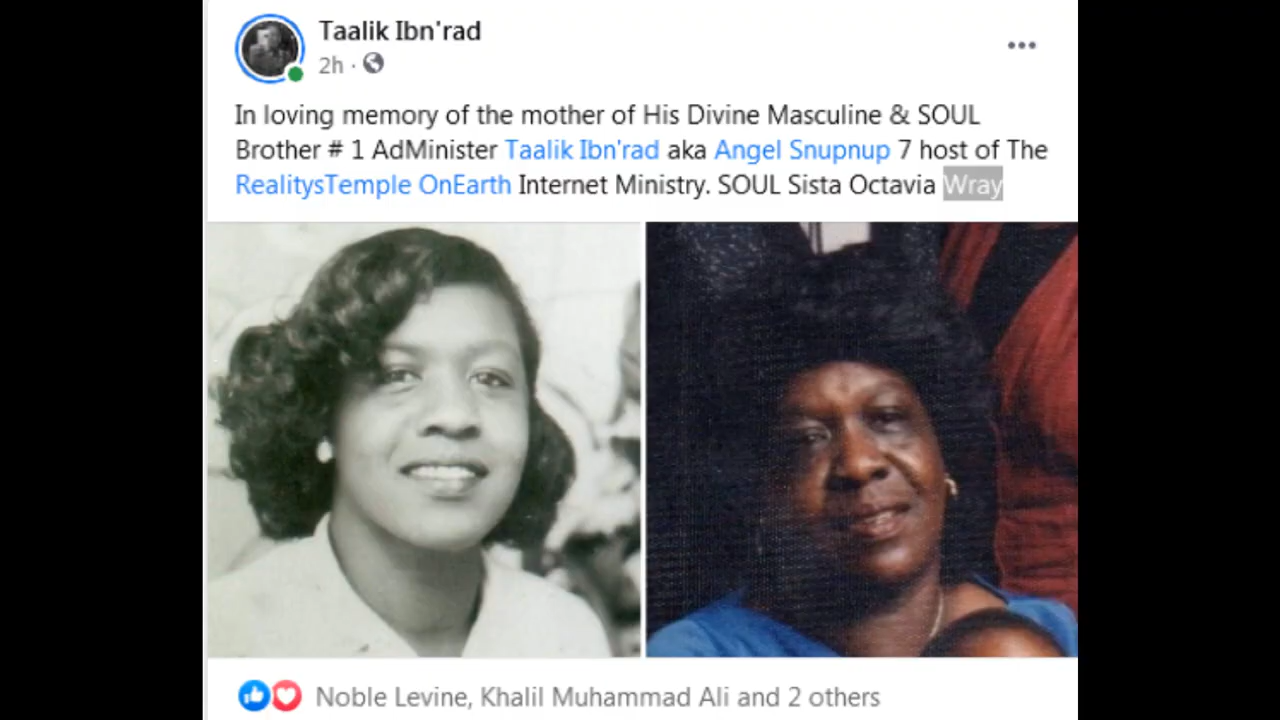 Taalik Ibn'rad
2h ·
In loving memory of the mother of His Divine Masculine & SOUL
Brother # 1 AdMinister Taalik Ibn'rad aka Angel Snupnup 7 host of The
RealitysTemple OnEarth Internet Ministry. SOUL Sista Octavia Wray
Noble Levine, Khalil Muhammad Ali and 2 others